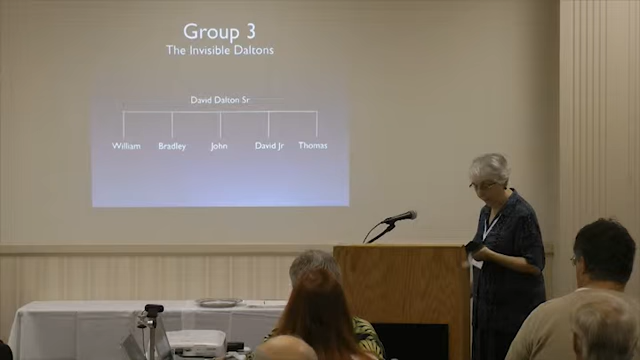 Group 3
The Invisible Daltons
David Dalton Sr
William Bradley John David Jr Thomas